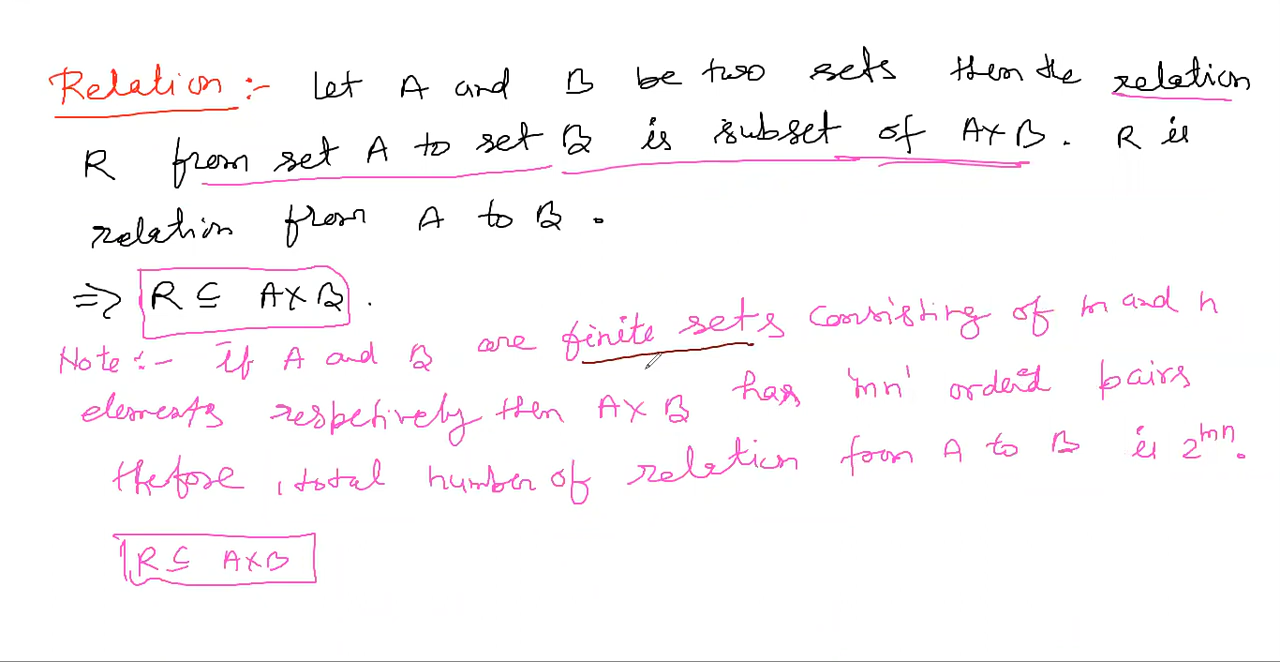 Relation :- Let A and B be two sets then the relation
R from set A to set B is subset of A×B. R is
relation from A to B.
=> R ⊆ A×B.
Note :- if A and B are finite sets consisting of m and n
elements respetively then A×B has 'mn' ordered pairs
thefore, total number of relation from A to B is 2^mn.
R ⊆ A×B